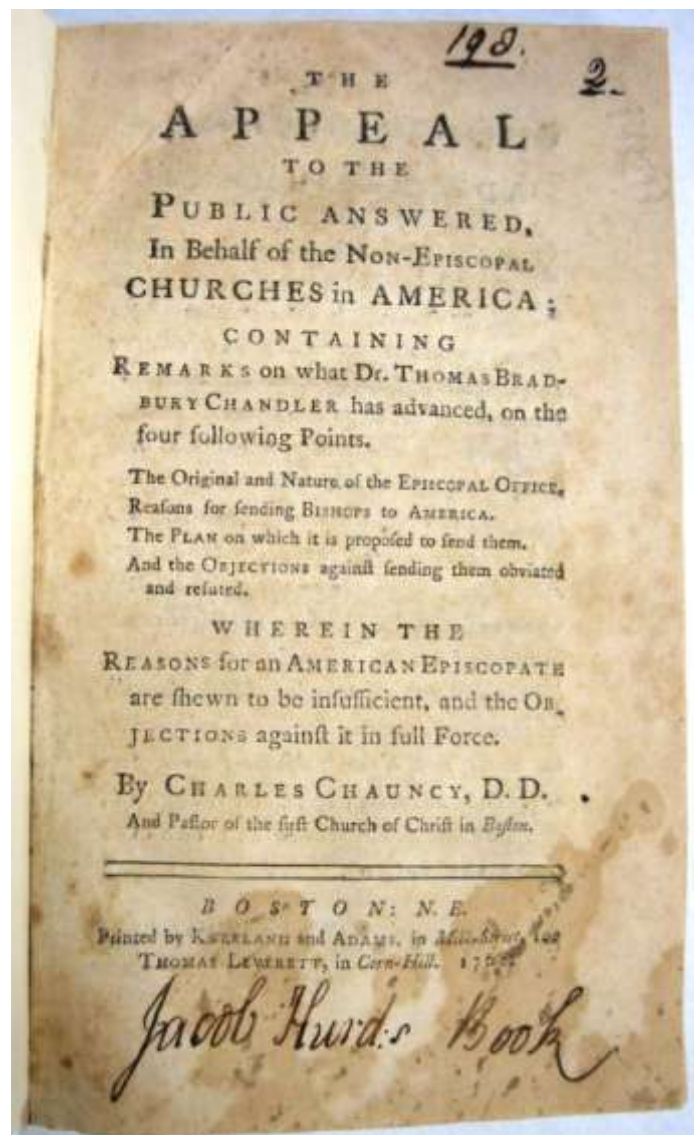 198.
2.
THE
APPEAL
TO THE
PUBLIC ANSWERED,
In Behalf of the NON-EPISCOPAL
CHURCHES in AMERICA;
CONTAINING
REMARKS on what Dr. THOMAS BRAD-
BURY CHANDLER has advanced, on the
four following Points.
The Original and Nature of the EPISCOPAL OFFICE.
Reaſons for ſending BISHOPS to AMERICA.
The PLAN on which it is propoſed to ſend them.
And the OBJECTIONS againſt ſending them obviated
and refuted.
WHEREIN THE
REASONS for an AMERICAN EPISCOPATE
are ſhewn to be inſufficient, and the OB-
JECTIONS againſt it in full Force.
By CHARLES CHAUNCY, D. D.
And Paſtor of the firſt Church of Chriſt in Boſton.
BOSTON: N. E.
Printed by KNEELAND and ADAMS, in Milk-Street, for
THOMAS LEVERETT, in Corn-Hill.
Jacob Hurd's Book